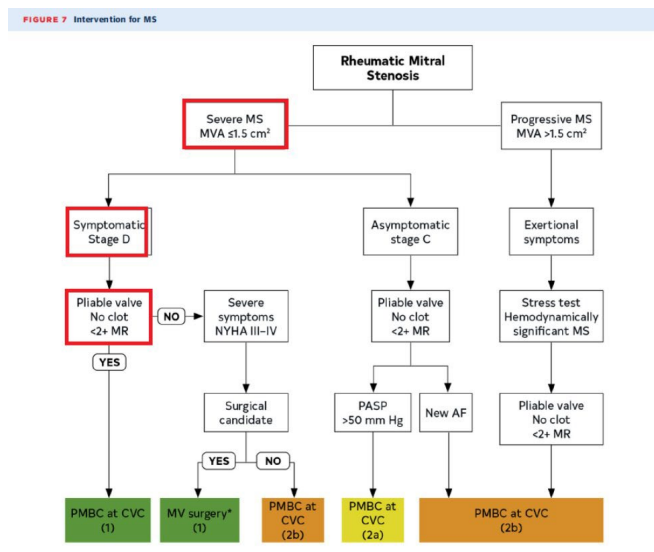 FIGURE 7 Intervention for MS
Rheumatic Mitral
Stenosis
Severe MS
MVA ≤1.5 cm²
Progressive MS
MVA >1.5 cm²
Symptomatic
Stage D
Asymptomatic
stage C
Exertional
symptoms
Pliable valve
No clot
<2+ MR
NO
Severe
symptoms
NYHA III–IV
Pliable valve
No clot
<2+ MR
Stress test
Hemodynamically
significant MS
YES
Surgical
candidate
PASP
>50 mm Hg
New AF
Pliable valve
No clot
<2+ MR
YES
NO
PMBC at CVC
(1)
MV surgery*
(1)
PMBC at
CVC
(2b)
PMBC at
CVC
(2a)
PMBC at CVC
(2b)